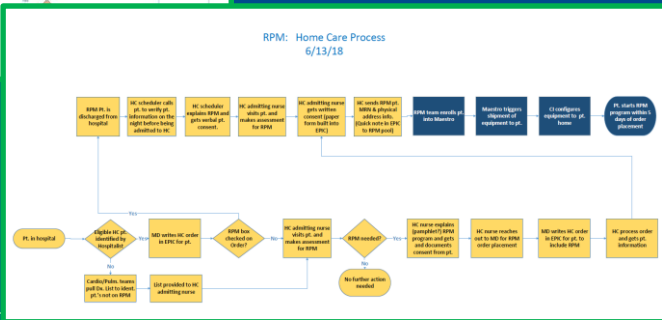 RPM: Home Care Process
6/13/18
RPM Pt. is
discharged from
hospital
HC scheduler calls
pt. to verify pt.
information on the
night before being
admitted to HC
HC scheduler
explains RPM and
gets verbal pt.
consent.
HC admitting nurse
visits pt. and
makes assessment
for RPM
HC admitting nurse
gets written
consent (paper
form built into
EPIC)
HC sends RPM pt.
MRN & physical
address info.
(Quick note in EPIC
to RPM pool)
RPM team enrolls pt.
into Maestro
Maestro triggers
shipment of
equipment to pt.
CI configures
equipment to pt.
home
Pt. starts RPM
program within 5
days of order
placement
Yes
Pt. in hospital
Eligible HC pt.
identified by
Hospitalist
Yes
MD writes HC order
in EPIC for pt.
RPM box
checked on
Order?
No
HC admitting nurse
visits pt. and
makes assessment
for RPM
RPM needed?
Yes
HC nurse explains
(pamphlet?) RPM
program and gets
and documents
consent from pt.
HC nurse reaches
out to MD for RPM
order placement
MD writes HC order
in EPIC for pt. to
include RPM
HC process order
and gets pt.
information
No
Cardio/Pulm. teams
pull Dx. List to ident.
pt.'s not on RPM
List provided to HC
admitting nurse
No
No further action
needed